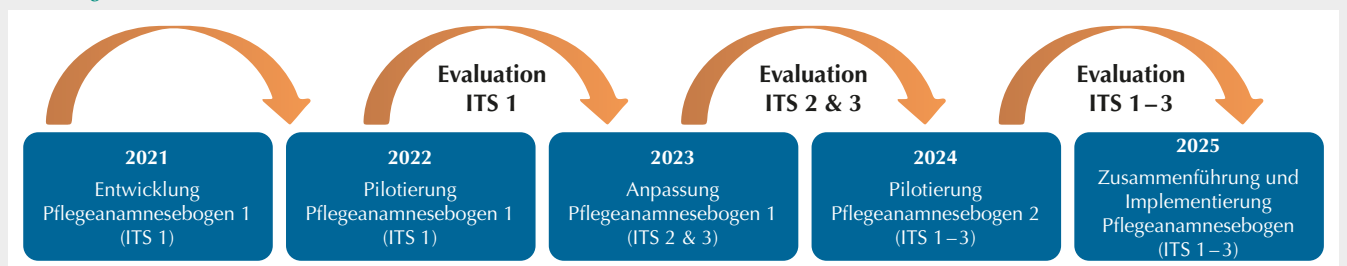 Evaluation
ITS 1
Evaluation
ITS 2 & 3
Evaluation
ITS 1–3
2021
Entwicklung
Pflegeanamnesebogen 1
(ITS 1)
2022
Pilotierung
Pflegeanamnesebogen 1
(ITS 1)
2023
Anpassung
Pflegeanamnesebogen 1
(ITS 2 & 3)
2024
Pilotierung
Pflegeanamnesebogen 2
(ITS 1–3)
2025
Zusammenführung und
Implementierung
Pflegeanamnesebogen
(ITS 1–3)